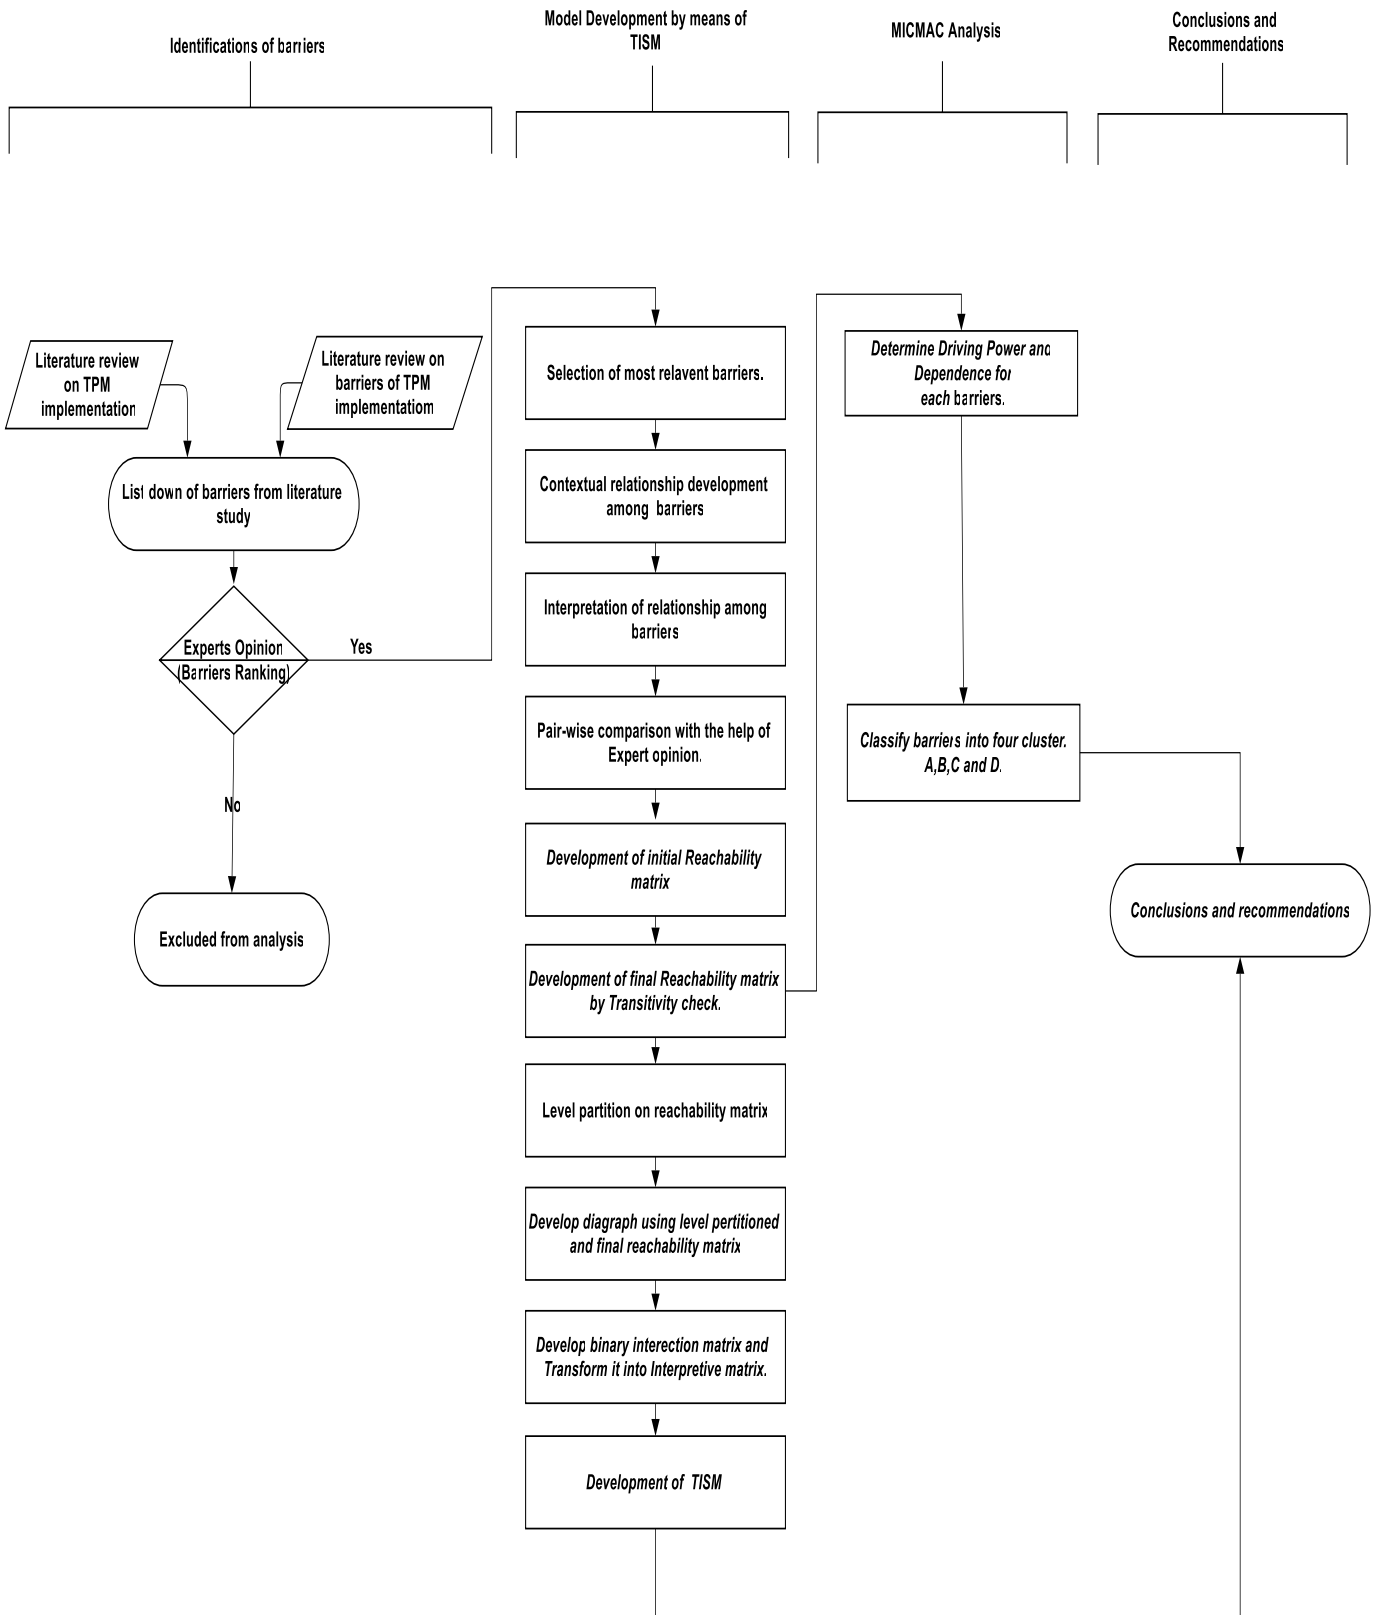 Identifications of barriers
Model Development by means of
TISM
MICMAC Analysis
Conclusions and
Recommendations
Literature review
on TPM
implementation
Literature review on
barriers of TPM
implementatiom
List down of barriers from literature
study
Experts Opinion
(Barriers Ranking)
Yes
No
Excluded from analysis
Selection of most relavent barriers.
Contextual relationship development
among barriers
Interpretation of relationship among
barriers
Pair-wise comparison with the help of
Expert opinion.
Development of initial Reachability
matrix
Development of final Reachability matrix
by Transitivity check.
Level partition on reachability matrix
Develop diagraph using level pertitioned
and final reachability matrix
Develop binary interection matrix and
Transform it into Interpretive matrix.
Development of TISM
Determine Driving Power and
Dependence for
each barriers.
Classify barriers into four cluster.
A,B,C and D.
Conclusions and recommendations